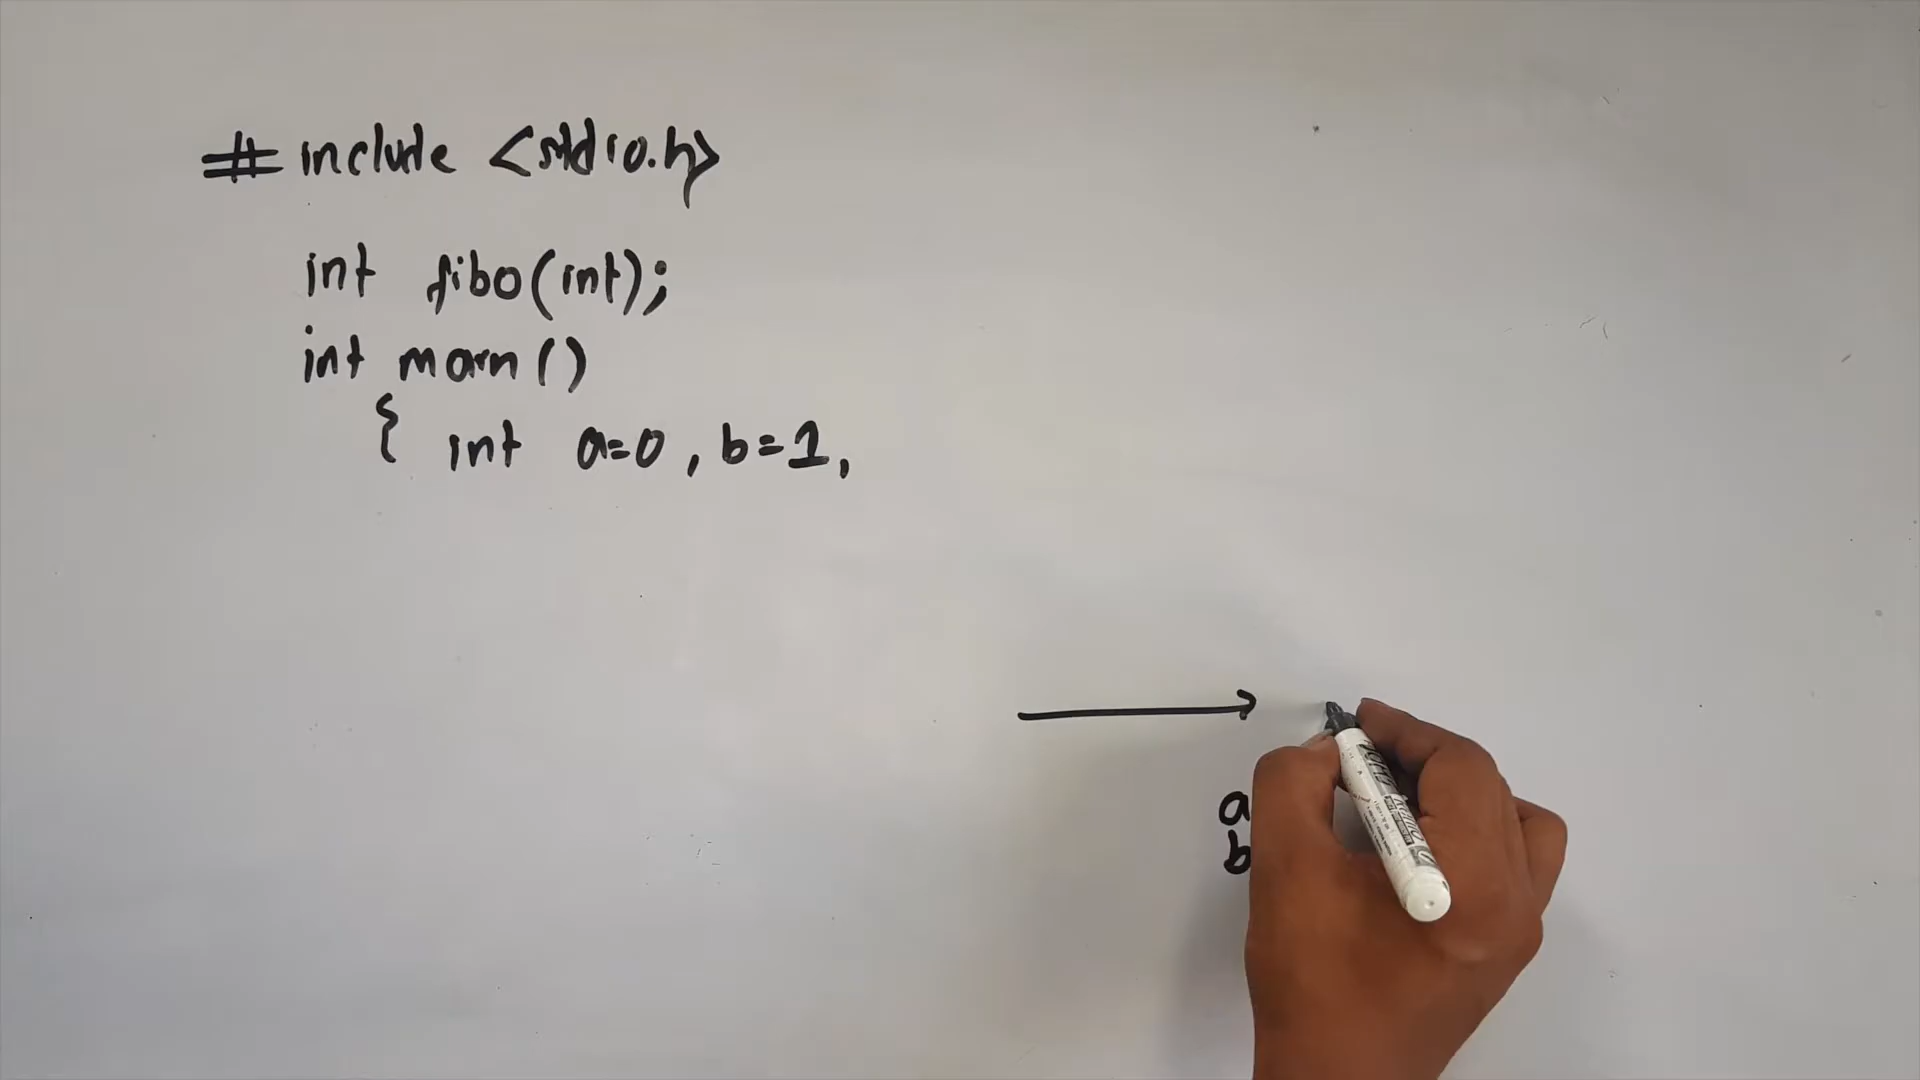 # include <stdio.h>
int fibo(int);
int main()
{ int a=0, b=1,
a
b